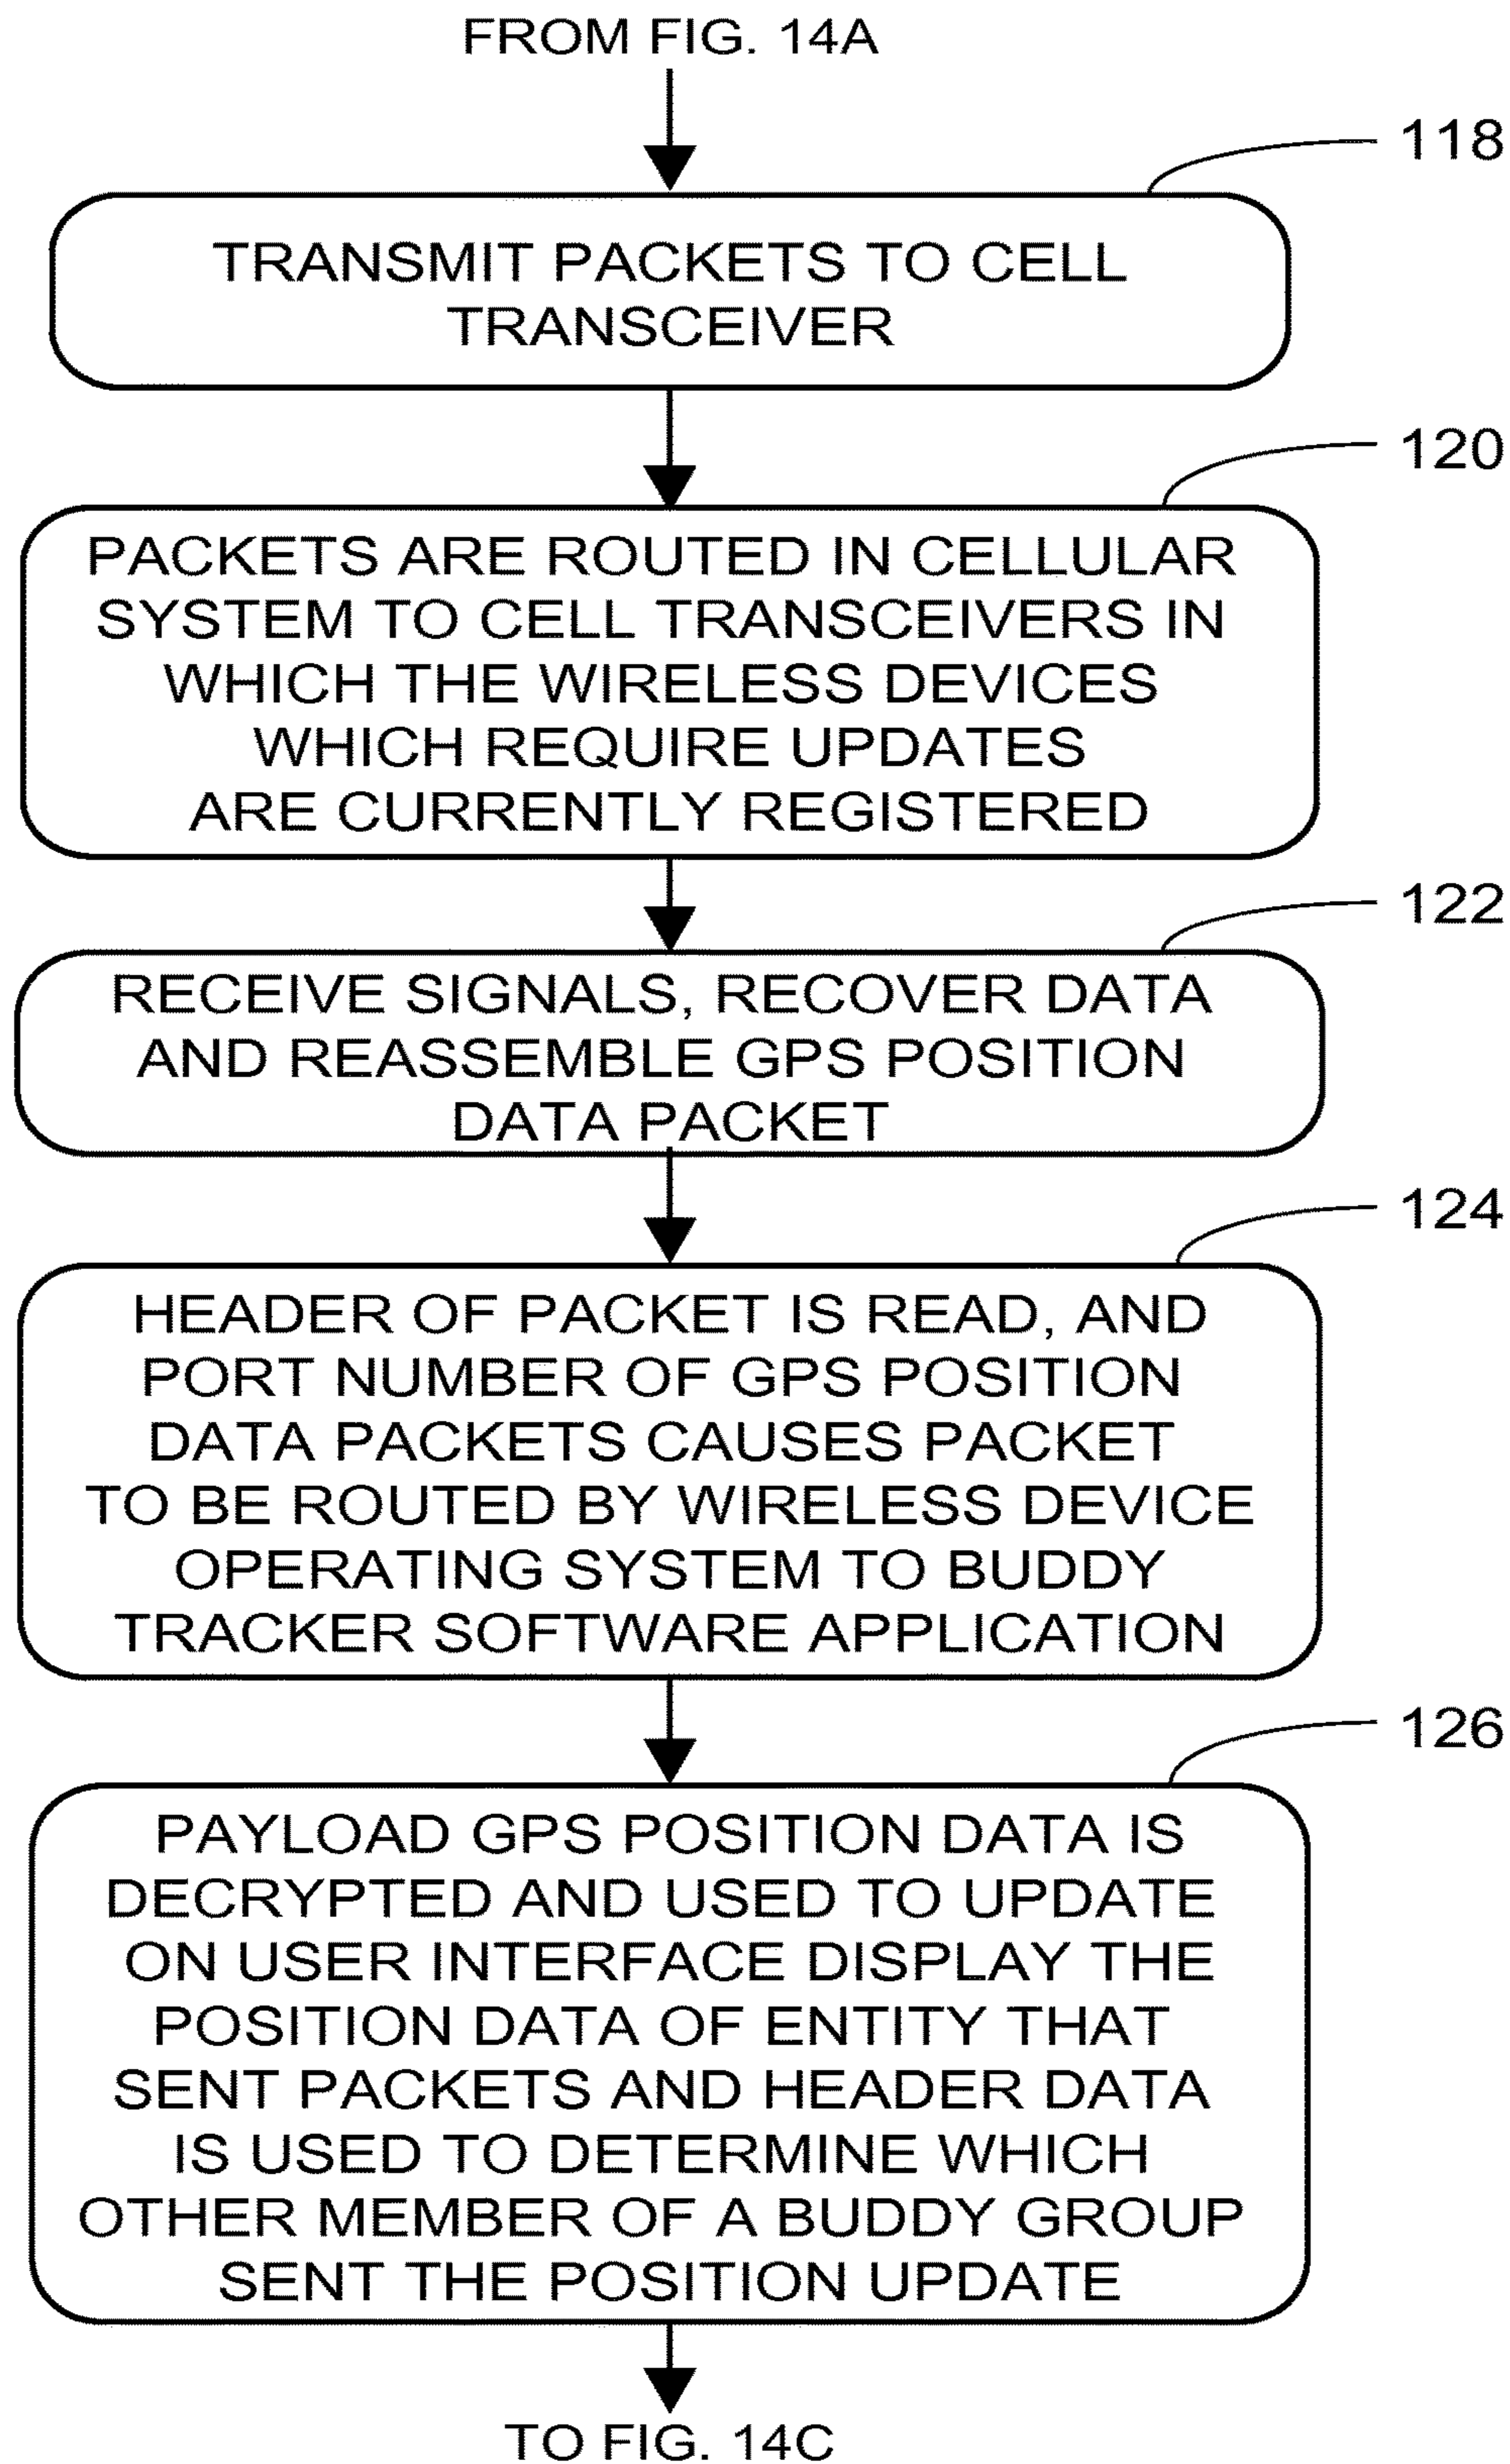 FROM FIG. 14A
118
TRANSMIT PACKETS TO CELL
TRANSCEIVER
120
PACKETS ARE ROUTED IN CELLULAR
SYSTEM TO CELL TRANSCEIVERS IN
WHICH THE WIRELESS DEVICES
WHICH REQUIRE UPDATES
ARE CURRENTLY REGISTERED
122
RECEIVE SIGNALS, RECOVER DATA
AND REASSEMBLE GPS POSITION
DATA PACKET
124
HEADER OF PACKET IS READ, AND
PORT NUMBER OF GPS POSITION
DATA PACKETS CAUSES PACKET
TO BE ROUTED BY WIRELESS DEVICE
OPERATING SYSTEM TO BUDDY
TRACKER SOFTWARE APPLICATION
126
PAYLOAD GPS POSITION DATA IS
DECRYPTED AND USED TO UPDATE
ON USER INTERFACE DISPLAY THE
POSITION DATA OF ENTITY THAT
SENT PACKETS AND HEADER DATA
IS USED TO DETERMINE WHICH
OTHER MEMBER OF A BUDDY GROUP
SENT THE POSITION UPDATE
TO FIG. 14C